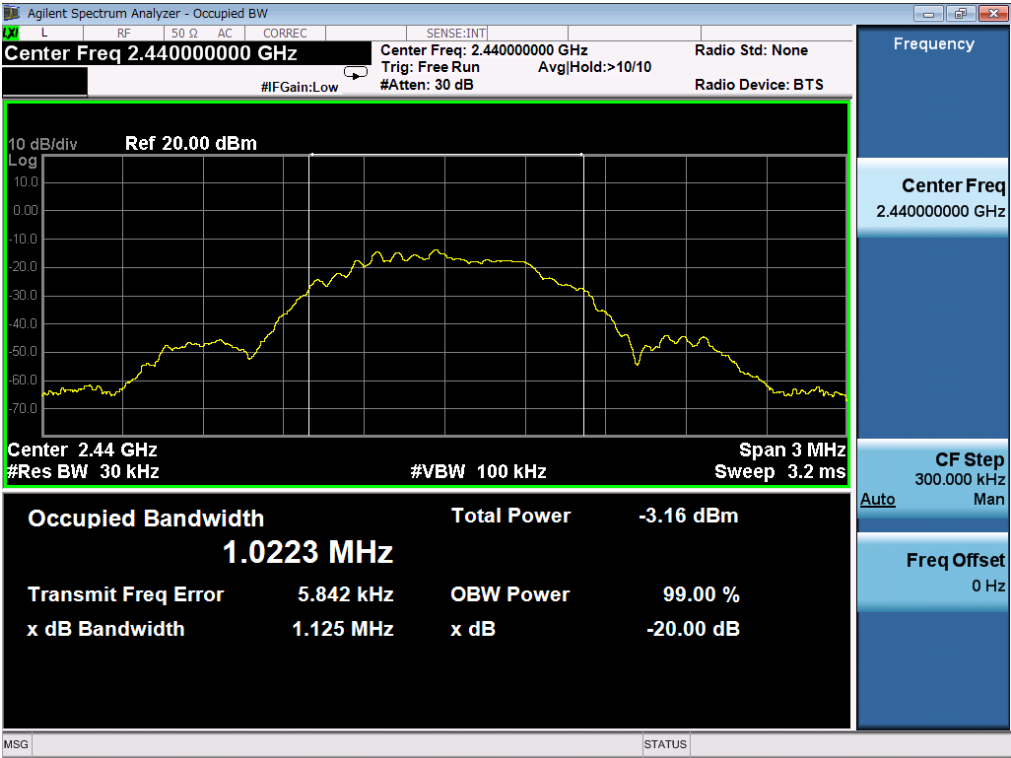 Agilent Spectrum Analyzer - Occupied BW
LXI L RF 50 Ω AC CORREC SENSE:INT
Center Freq 2.440000000 GHz
Center Freq: 2.440000000 GHz
Radio Std: None
Trig: Free Run Avg|Hold:>10/10
#IFGain:Low
#Atten: 30 dB
Radio Device: BTS
10 dB/div Ref 20.00 dBm
Log
10.0
0.00
-10.0
-20.0
-30.0
-40.0
-50.0
-60.0
-70.0
Center 2.44 GHz
Span 3 MHz
#Res BW 30 kHz
#VBW 100 kHz
Sweep 3.2 ms
Occupied Bandwidth
Total Power -3.16 dBm
1.0223 MHz
Transmit Freq Error 5.842 kHz
OBW Power 99.00 %
x dB Bandwidth 1.125 MHz
x dB -20.00 dB
Frequency
Center Freq
2.440000000 GHz
CF Step
300.000 kHz
Auto Man
Freq Offset
0 Hz
MSG
STATUS